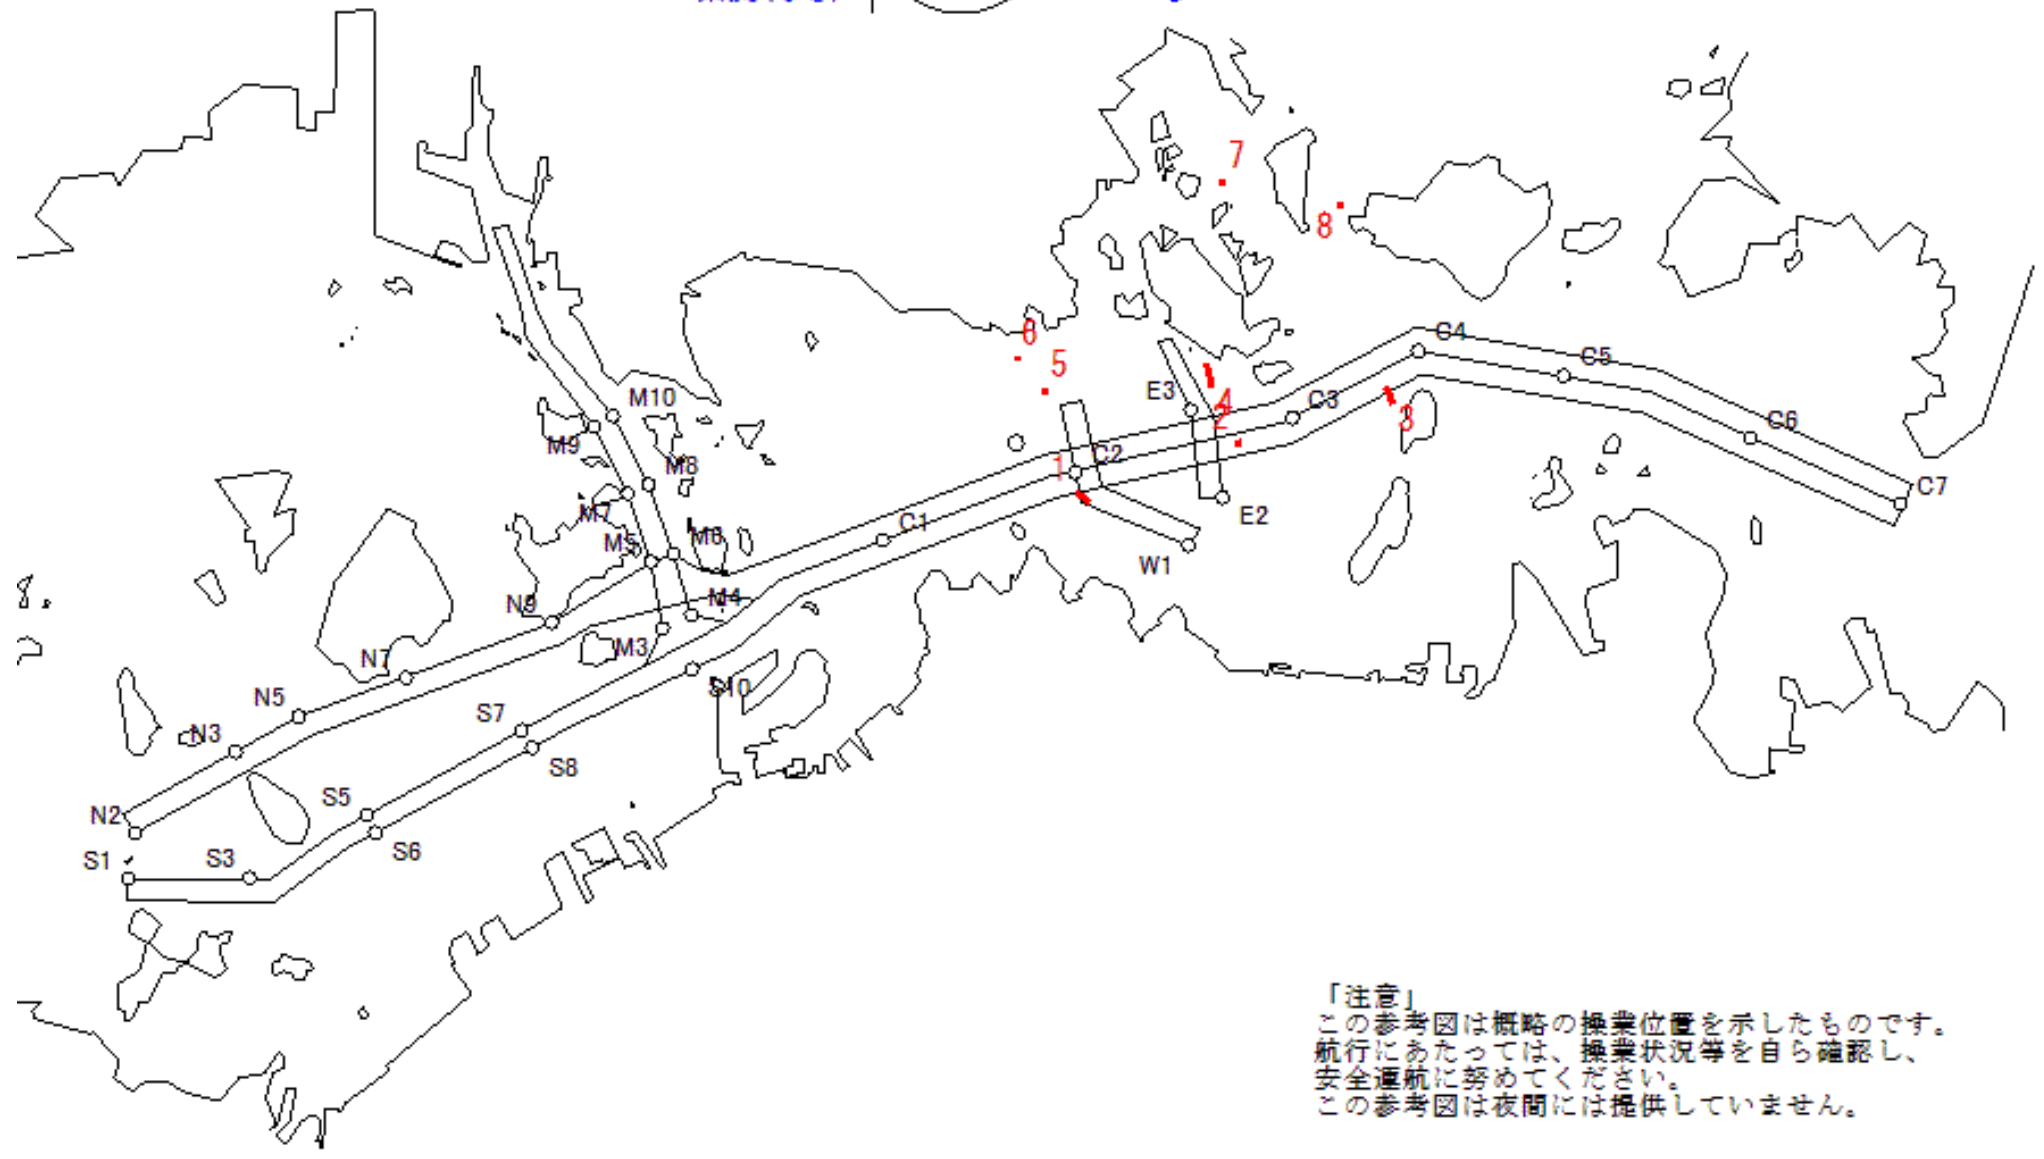 7
8
6
5
C4
C5
E3
4
2
C3
3
M10
C6
M9
M8
C2
1
C7
M7
E2
C1
M5
M6
W1
N9
M4
M3
N7
S10
N5
S7
N3
S8
S5
N2
S6
S1
S3
「注意」
この参考図は概略の操業位置を示したものです。
航行にあたっては、操業状況等を自ら確認し、
安全運航に努めてください。
この参考図は夜間には提供していません。